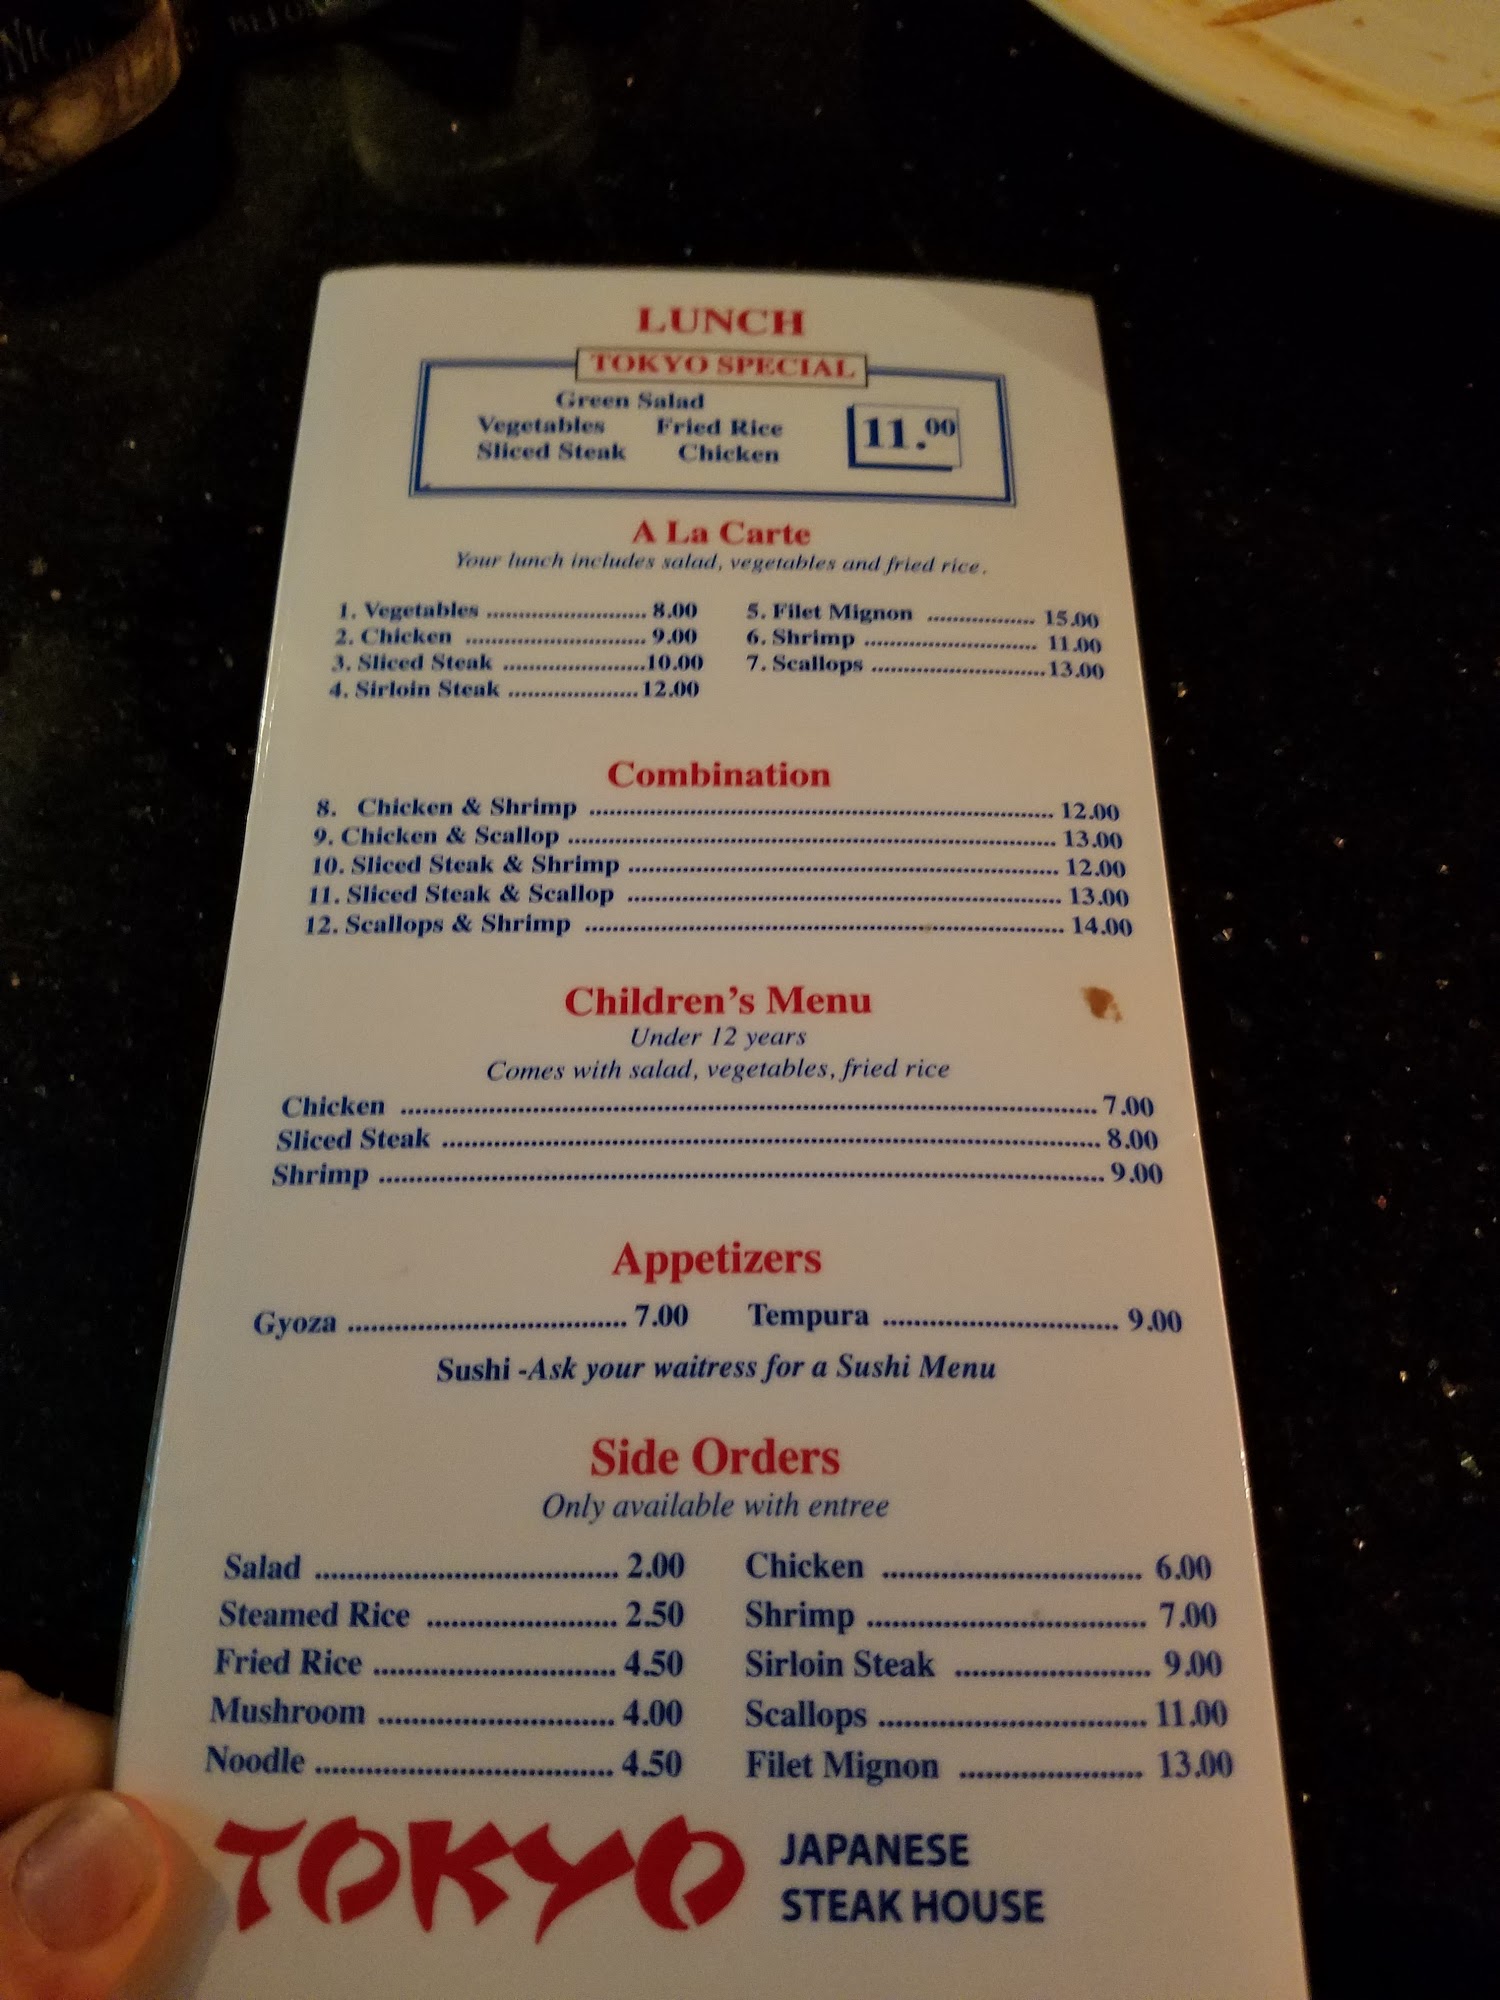 LUNCH
TOKYO SPECIAL
Green Salad
Vegetables Fried Rice
Sliced Steak Chicken
11.00
A La Carte
Your lunch includes salad, vegetables and fried rice.
1. Vegetables ......................... 8.00
2. Chicken ............................ 9.00
3. Sliced Steak ......................10.00
4. Sirloin Steak ....................12.00
5. Filet Mignon ................. 15.00
6. Shrimp ........................... 11.00
7. Scallops ...........................13.00
Combination
8. Chicken & Shrimp ........................................ 12.00
9. Chicken & Scallop ........................................ 13.00
10. Sliced Steak & Shrimp ........................................ 12.00
11. Sliced Steak & Scallop ........................................ 13.00
12. Scallops & Shrimp ........................................ 14.00
Children's Menu
Under 12 years
Comes with salad, vegetables, fried rice
Chicken ........................................ 7.00
Sliced Steak ........................................ 8.00
Shrimp ........................................ 9.00
Appetizers
Gyoza .................................... 7.00 Tempura ............................... 9.00
Sushi -Ask your waitress for a Sushi Menu
Side Orders
Only available with entree
Salad .................................... 2.00
Steamed Rice ....................... 2.50
Fried Rice ............................. 4.50
Mushroom ............................ 4.00
Noodle ................................... 4.50
Chicken ............................... 6.00
Shrimp ................................. 7.00
Sirloin Steak ....................... 9.00
Scallops ................................ 11.00
Filet Mignon ...................... 13.00
TOKYO JAPANESE
STEAK HOUSE